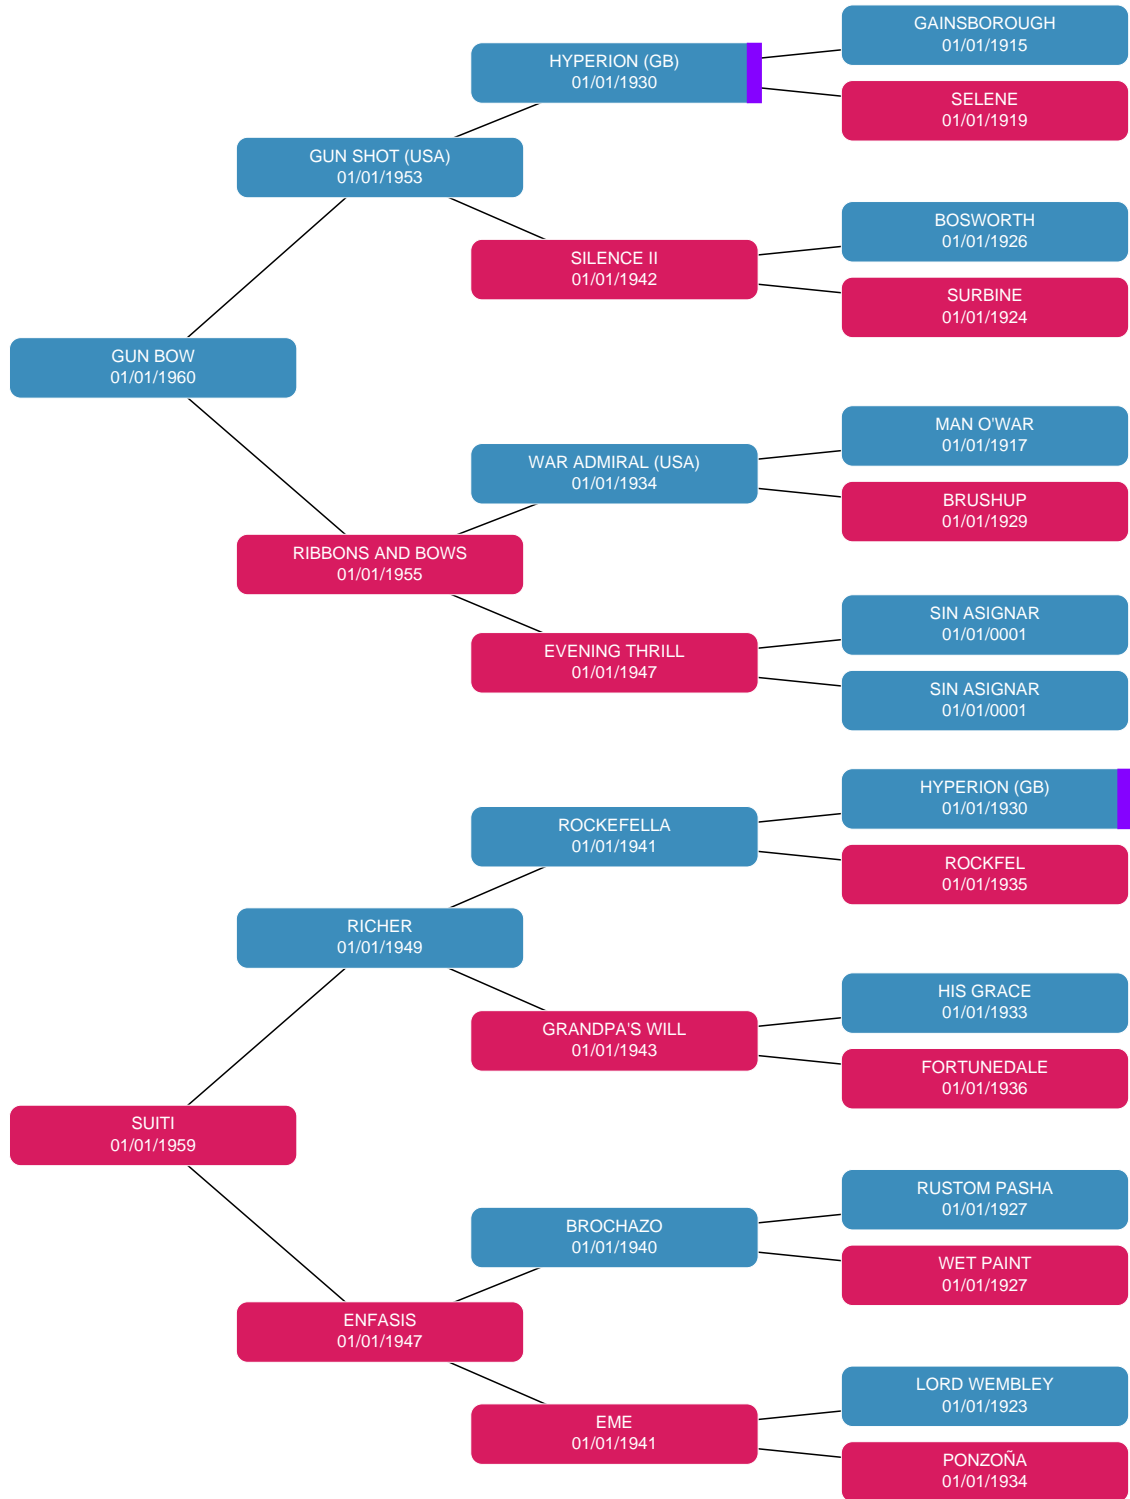 GAINSBOROUGH
01/01/1915
HYPERION (GB)
01/01/1930
SELENE
01/01/1919
GUN SHOT (USA)
01/01/1953
BOSWORTH
01/01/1926
SILENCE II
01/01/1942
SURBINE
01/01/1924
GUN BOW
01/01/1960
MAN O'WAR
01/01/1917
WAR ADMIRAL (USA)
01/01/1934
BRUSHUP
01/01/1929
RIBBONS AND BOWS
01/01/1955
SIN ASIGNAR
01/01/0001
EVENING THRILL
01/01/1947
SIN ASIGNAR
01/01/0001
HYPERION (GB)
01/01/1930
ROCKEFELLA
01/01/1941
ROCKFEL
01/01/1935
RICHER
01/01/1949
HIS GRACE
01/01/1933
GRANDPA'S WILL
01/01/1943
FORTUNEDALE
01/01/1936
SUITI
01/01/1959
RUSTOM PASHA
01/01/1927
BROCHAZO
01/01/1940
WET PAINT
01/01/1927
ENFASIS
01/01/1947
LORD WEMBLEY
01/01/1923
EME
01/01/1941
PONZOÑA
01/01/1934